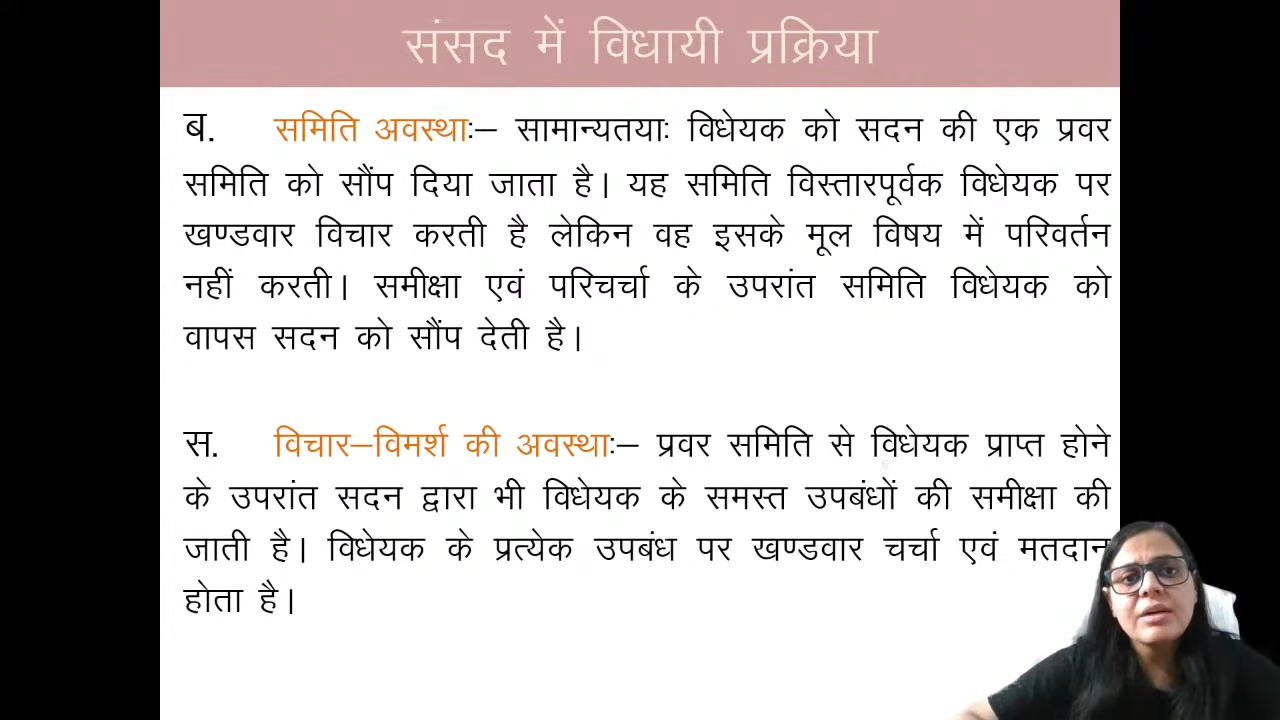 संसद में विधायी प्रक्रिया
ब. समिति अवस्थाः– सामान्यतयाः विधेयक को सदन की एक प्रवर
समिति को सौंप दिया जाता है। यह समिति विस्तारपूर्वक विधेयक पर
खण्डवार विचार करती है लेकिन वह इसके मूल विषय में परिवर्तन
नहीं करती। समीक्षा एवं परिचर्चा के उपरांत समिति विधेयक को
वापस सदन को सौंप देती है।
स. विचार–विमर्श की अवस्थाः– प्रवर समिति से विधेयक प्राप्त होने
के उपरांत सदन द्वारा भी विधेयक के समस्त उपबंधों की समीक्षा की
जाती है। विधेयक के प्रत्येक उपबंध पर खण्डवार चर्चा एवं मतदान
होता है।